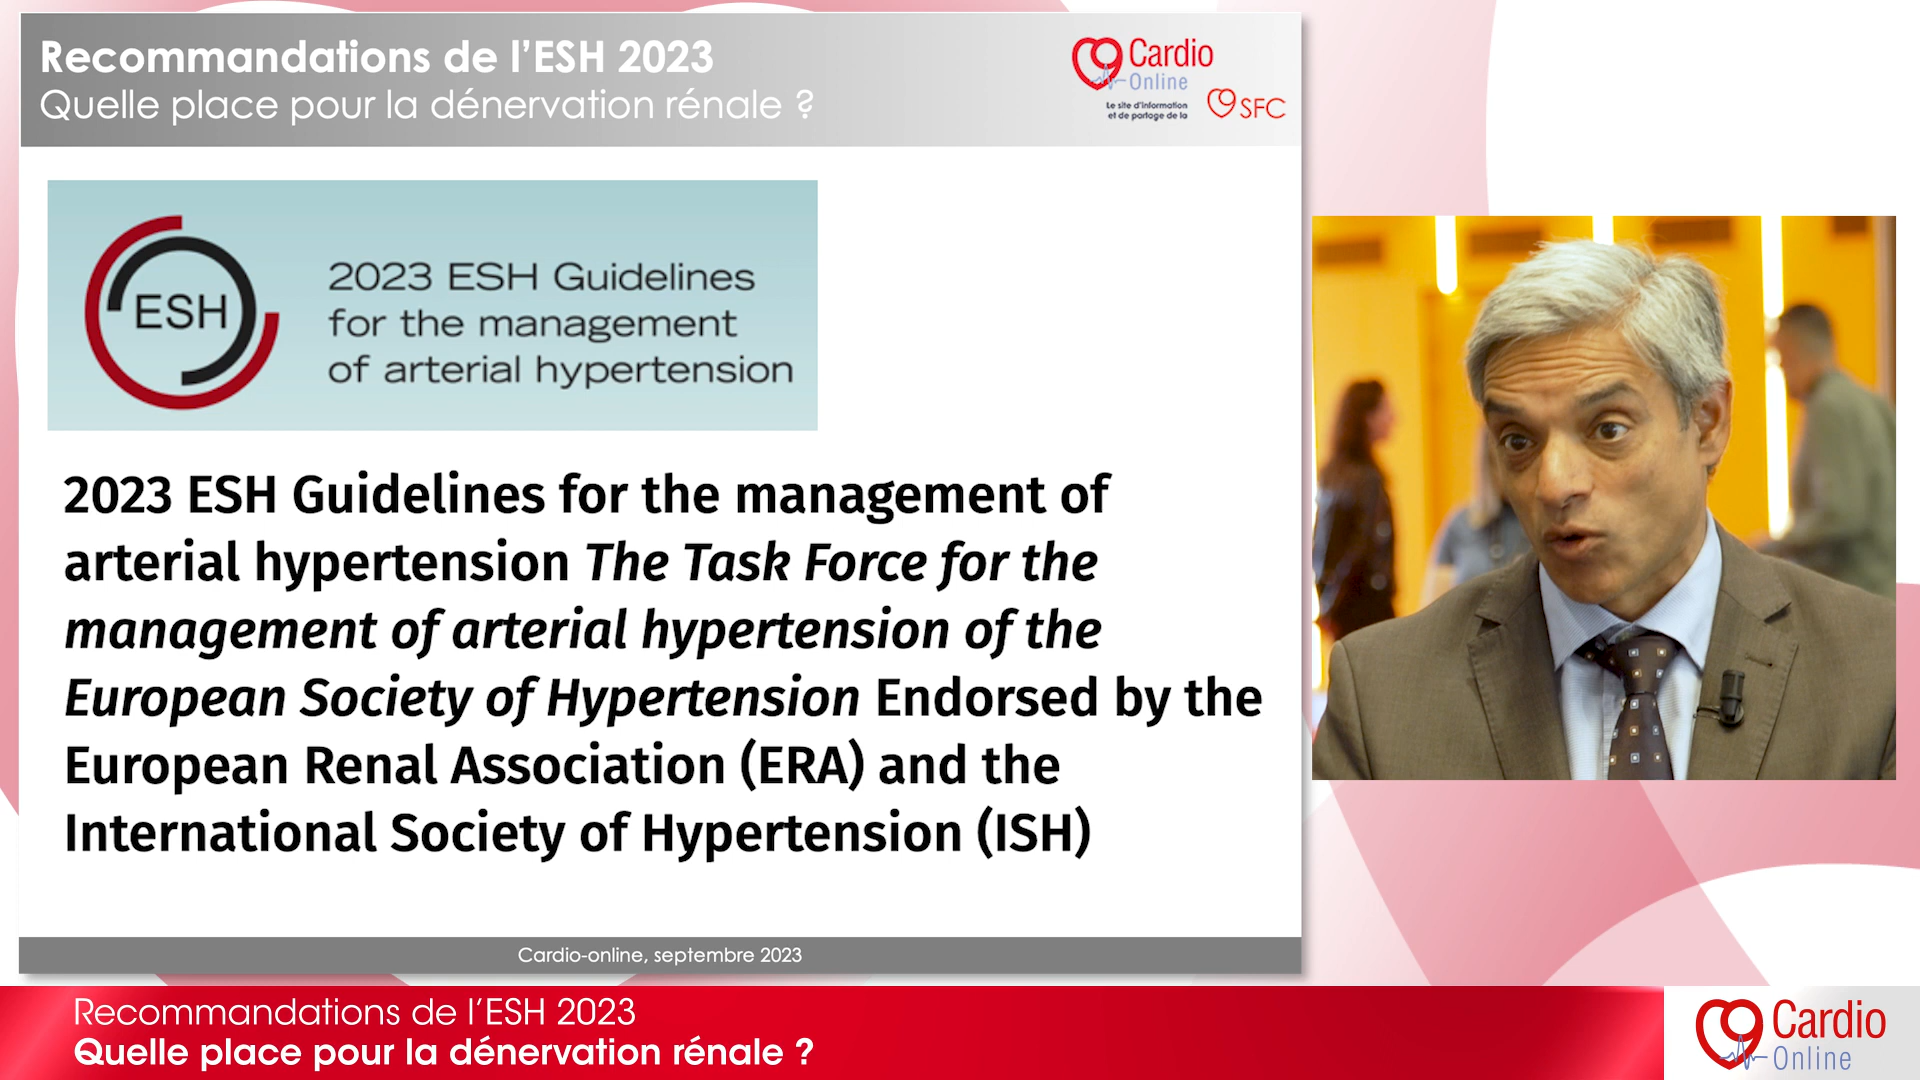 Recommandations de l’ESH 2023
Quelle place pour la dénervation rénale ?
Cardio
Online
Le site d’information
et de partage de la
SFC
ESH
2023 ESH Guidelines
for the management
of arterial hypertension
2023 ESH Guidelines for the management of
arterial hypertension The Task Force for the
management of arterial hypertension of the
European Society of Hypertension Endorsed by the
European Renal Association (ERA) and the
International Society of Hypertension (ISH)
Cardio-online, septembre 2023
Recommandations de l’ESH 2023
Quelle place pour la dénervation rénale ?
Cardio
Online